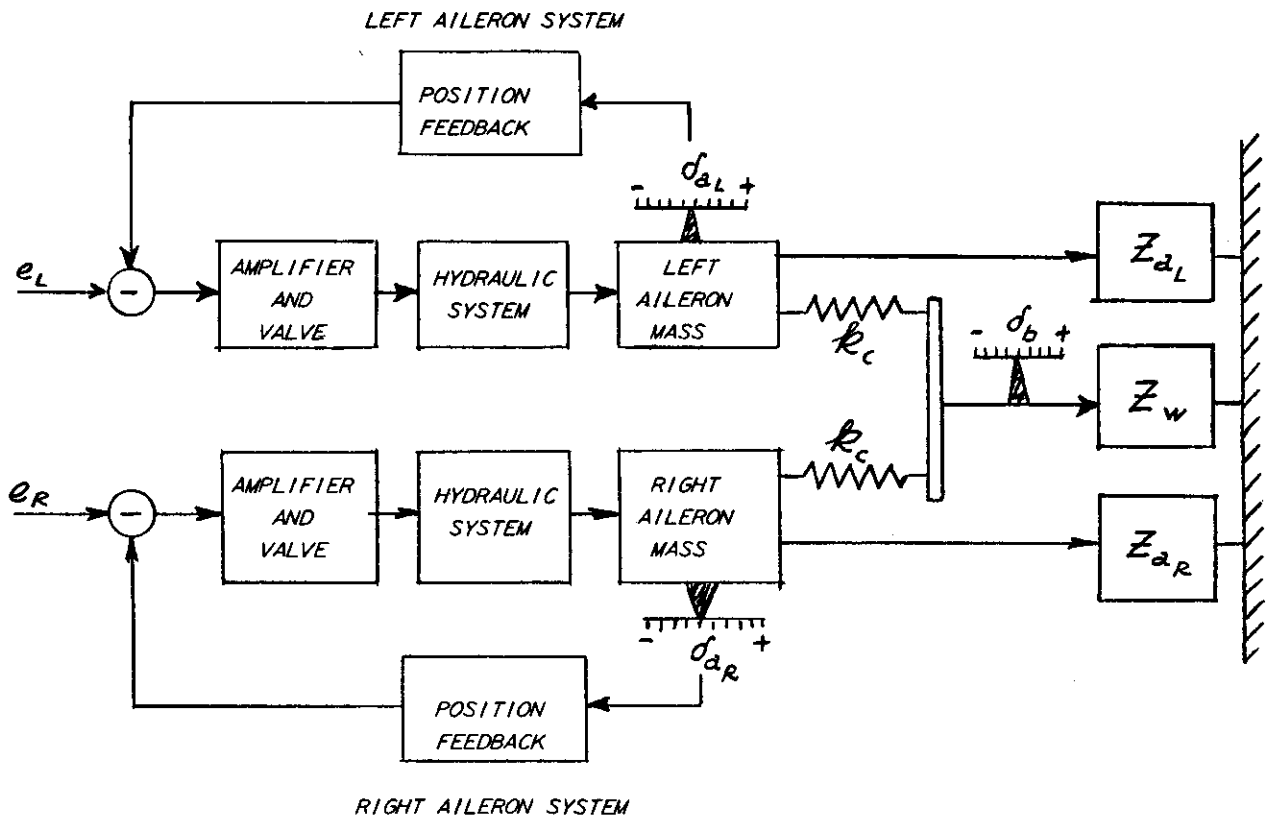 LEFT AILERON SYSTEM
POSITION
FEEDBACK
- δaL +
eL
-
AMPLIFIER
AND
VALVE
HYDRAULIC
SYSTEM
LEFT
AILERON
MASS
ZaL
kc
- δb +
Zw
kc
eR
-
AMPLIFIER
AND
VALVE
HYDRAULIC
SYSTEM
RIGHT
AILERON
MASS
ZaR
- +
δaR
POSITION
FEEDBACK
RIGHT AILERON SYSTEM